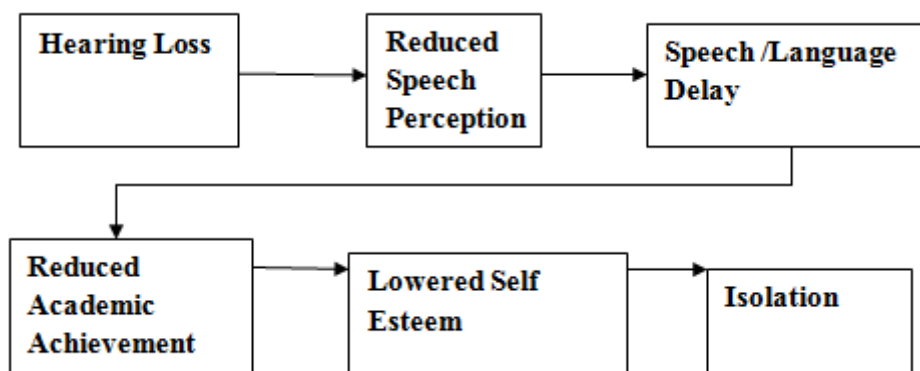 Hearing Loss
Reduced
Speech
Perception
Speech /Language
Delay
Reduced
Academic
Achievement
Lowered Self
Esteem
Isolation